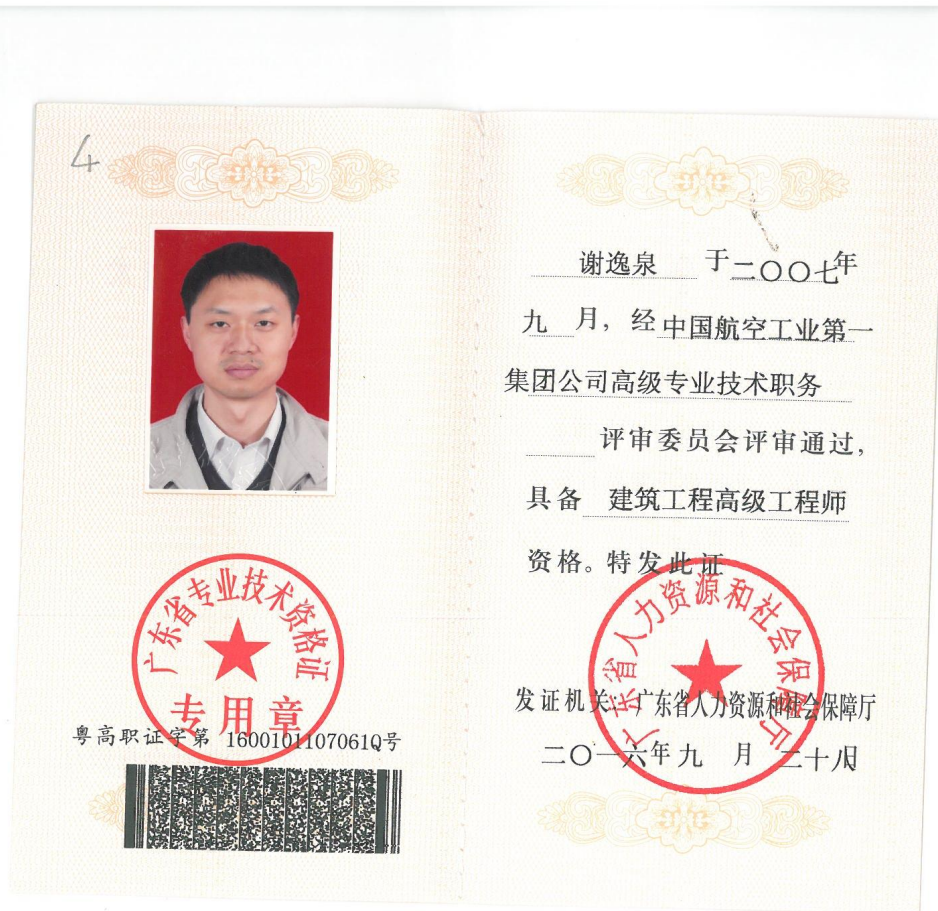 4
广东省专业技术资格证
专用章
粤高职证字第 1600101107061Q号
谢逸泉 于二〇〇七年
九月，经中国航空工业第一
集团公司高级专业技术职务
评审委员会评审通过，
具备 建筑工程高级工程师
资格。特发此证
广东省人力资源和社会保障厅
发证机关：广东省人力资源和社会保障厅
二〇一六年九月二十八日